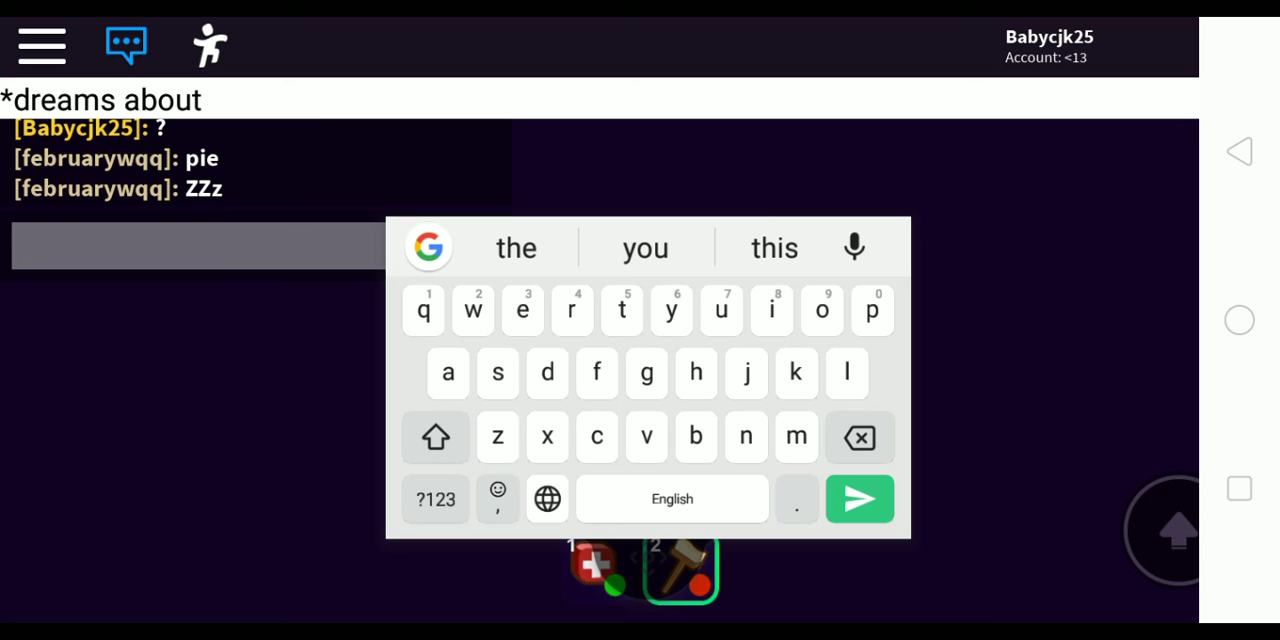 Babycjk25
Account: <13
*dreams about
[Babycjk25]: ?
[februarywqq]: pie
[februarywqq]: ZZz
the you this
1 2 3 4 5 6 7 8 9 0
q w e r t y u i o p
a s d f g h j k l
z x c v b n m
?123 , English .
1 2